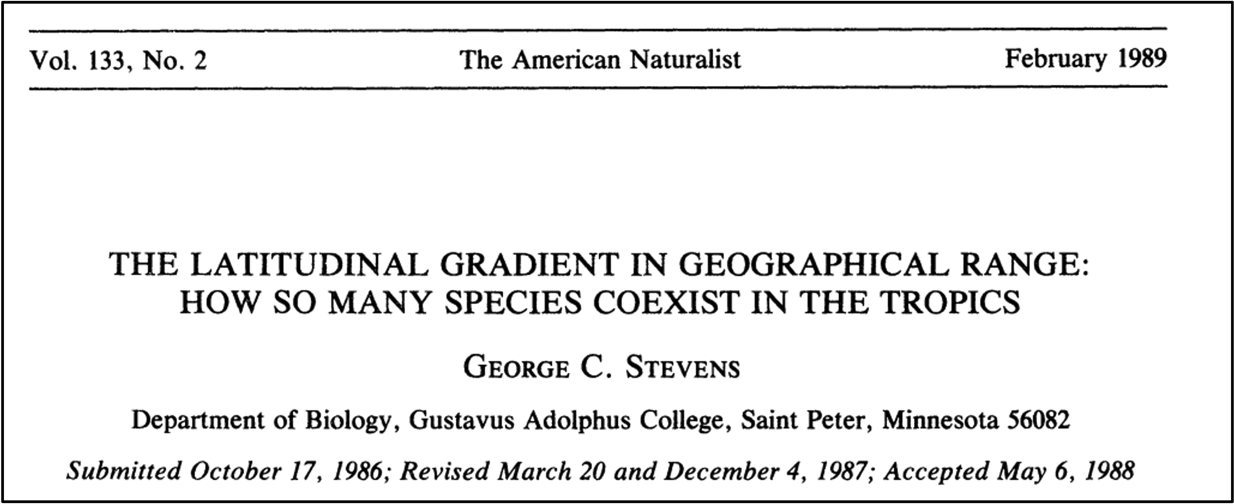 Vol. 133, No. 2 The American Naturalist February 1989
THE LATITUDINAL GRADIENT IN GEOGRAPHICAL RANGE:
HOW SO MANY SPECIES COEXIST IN THE TROPICS
GEORGE C. STEVENS
Department of Biology, Gustavus Adolphus College, Saint Peter, Minnesota 56082
Submitted October 17, 1986; Revised March 20 and December 4, 1987; Accepted May 6, 1988